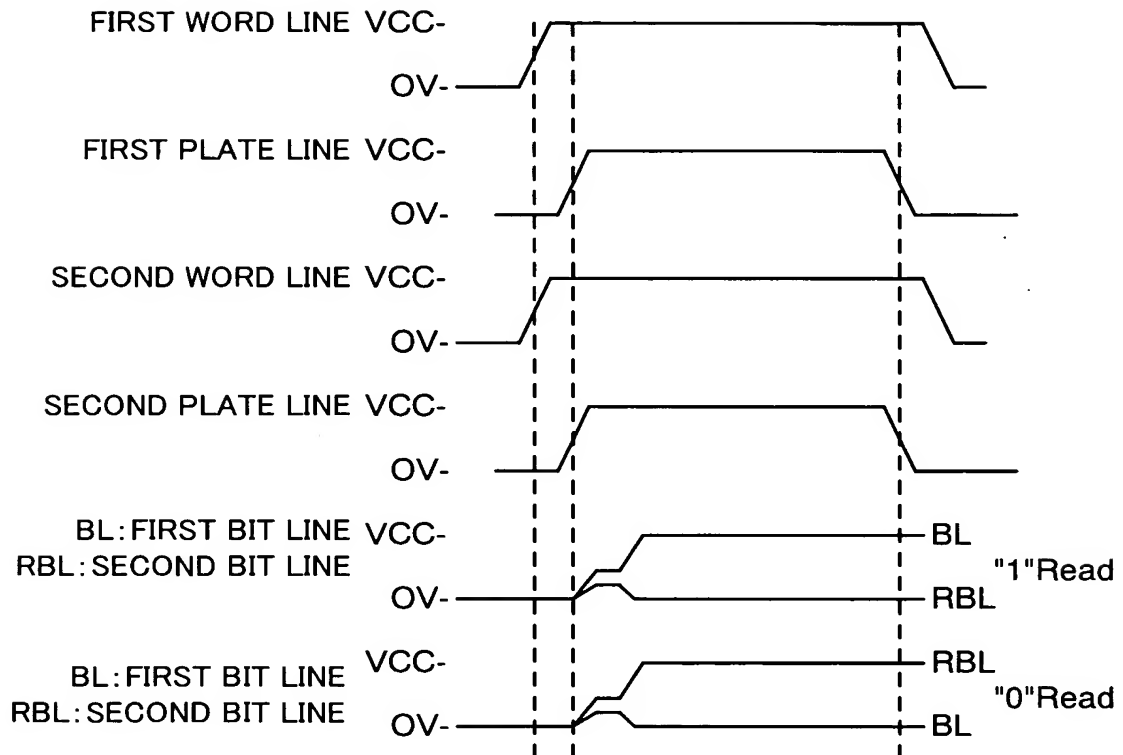 FIRST WORD LINE VCC-
OV-
FIRST PLATE LINE VCC-
OV-
SECOND WORD LINE VCC-
OV-
SECOND PLATE LINE VCC-
OV-
BL:FIRST BIT LINE VCC- BL
RBL:SECOND BIT LINE "1"Read
OV- RBL
VCC- RBL
BL:FIRST BIT LINE "0"Read
RBL:SECOND BIT LINE
OV- BL